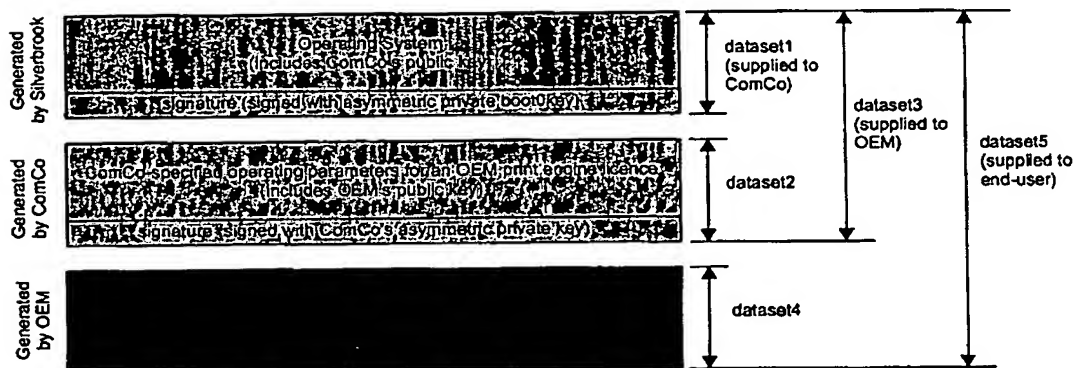 Generated
by Silverbrook
Operating System
(includes ComCo's public key)
signature (signed with asymmetric private boot0key)
dataset1
(supplied to
ComCo)
dataset3
(supplied to
OEM)
dataset5
(supplied to
end-user)
Generated
by ComCo
ComCo-specified operating parameters for an OEM print engine licence
(includes OEM's public key)
signature (signed with ComCo's asymmetric private key)
dataset2
Generated
by OEM
dataset4